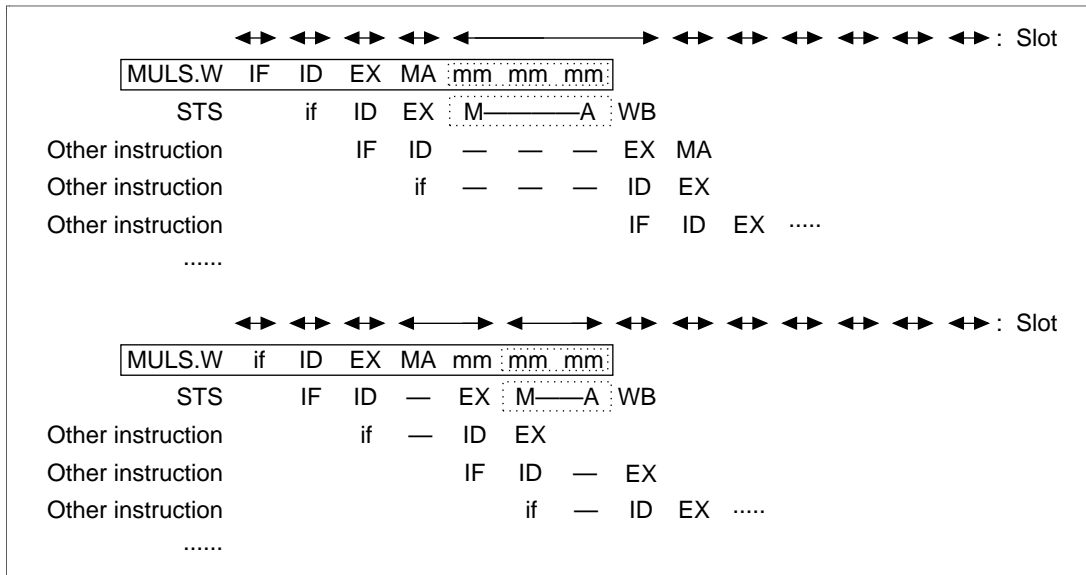 : Slot
MULS.W IF ID EX MA mm mm mm
STS if ID EX M————A WB
Other instruction IF ID — — — EX MA
Other instruction if — — — ID EX
Other instruction IF ID EX .....
......
: Slot
MULS.W if ID EX MA mm mm mm
STS IF ID — EX M——A WB
Other instruction if — ID EX
Other instruction IF ID — EX
Other instruction if — ID EX .....
......